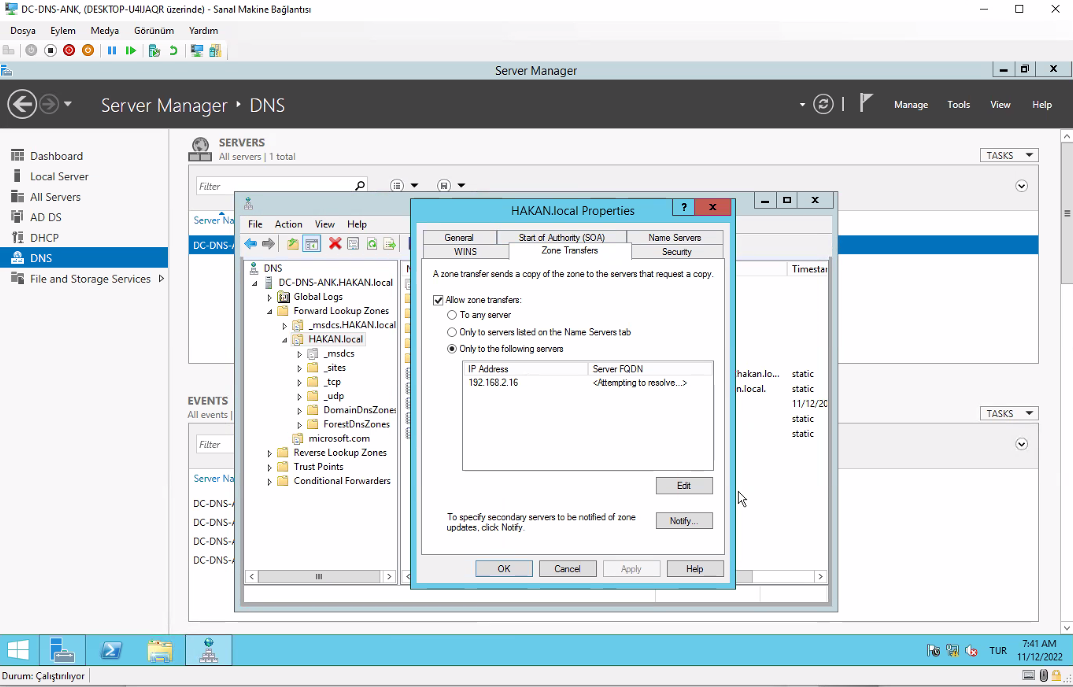 DC-DNS-ANK, (DESKTOP-U4IJAQR üzerinde) - Sanal Makine Bağlantısı
Dosya Eylem Medya Görünüm Yardım
Server Manager
Server Manager • DNS
Manage Tools View Help
Dashboard
Local Server
All Servers
AD DS
DHCP
DNS
File and Storage Services
SERVERS
All servers | 1 total
TASKS
Filter
Server Na
DC-DNS-A
EVENTS
All events |
TASKS
Filter
Server Na
DC-DNS-A
DC-DNS-A
DC-DNS-A
DC-DNS-A
File Action View Help
DNS
DC-DNS-ANK.HAKAN.local
Global Logs
Forward Lookup Zones
_msdcs.HAKAN.local
HAKAN.local
_msdcs
_sites
_tcp
_udp
DomainDnsZones
ForestDnsZones
microsoft.com
Reverse Lookup Zones
Trust Points
Conditional Forwarders
Timestar
hakan.lo... static
n.local. static
11/12/20
static
static
HAKAN.local Properties
General Start of Authority (SOA) Name Servers
WINS Zone Transfers Security
A zone transfer sends a copy of the zone to the servers that request a copy.
Allow zone transfers:
To any server
Only to servers listed on the Name Servers tab
Only to the following servers
IP Address Server FQDN
192.168.2.16 <Attempting to resolve...>
Edit
To specify secondary servers to be notified of zone
updates, click Notify.
Notify...
OK Cancel Apply Help
TUR
7:41 AM
11/12/2022
Durum: Çalıştırılıyor